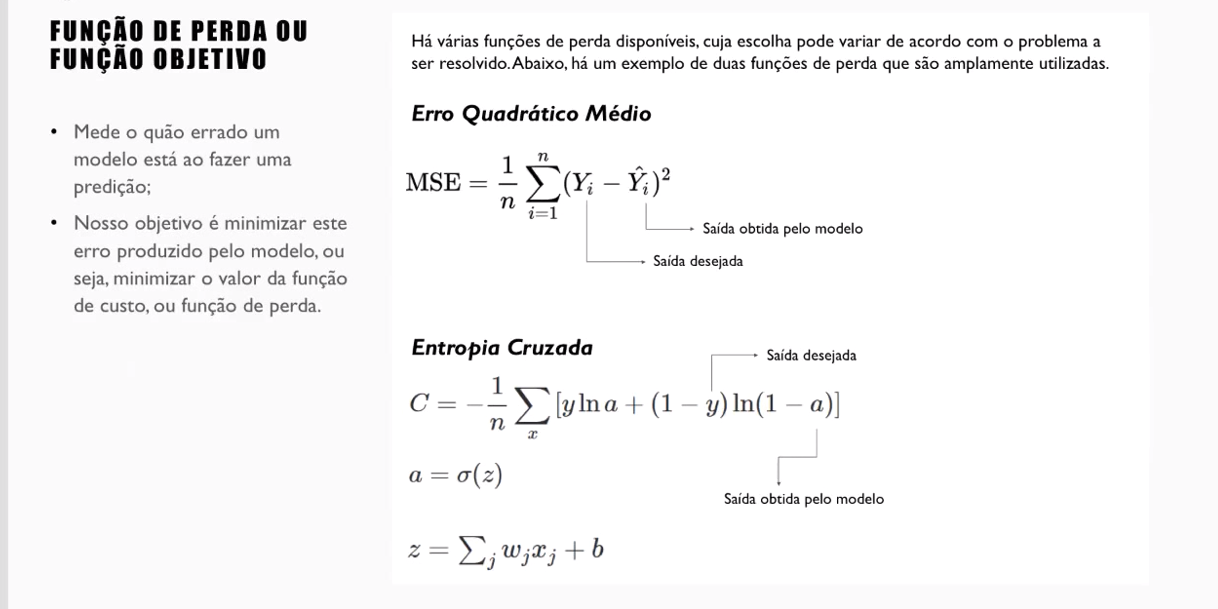 FUNÇÃO DE PERDA OU
FUNÇÃO OBJETIVO
• Mede o quão errado um
modelo está ao fazer uma
predição;
• Nosso objetivo é minimizar este
erro produzido pelo modelo, ou
seja, minimizar o valor da função
de custo, ou função de perda.
Há várias funções de perda disponíveis, cuja escolha pode variar de acordo com o problema a
ser resolvido. Abaixo, há um exemplo de duas funções de perda que são amplamente utilizadas.
Erro Quadrático Médio
MSE = \frac{1}{n} \sum_{i=1}^{n} (Y_i - \hat{Y}_i)^2
Saída obtida pelo modelo
Saída desejada
Entropia Cruzada
Saída desejada
C = -\frac{1}{n} \sum_x [y \ln a + (1 - y) \ln(1 - a)]
a = σ(z)
Saída obtida pelo modelo
z = \sum_j w_j x_j + b